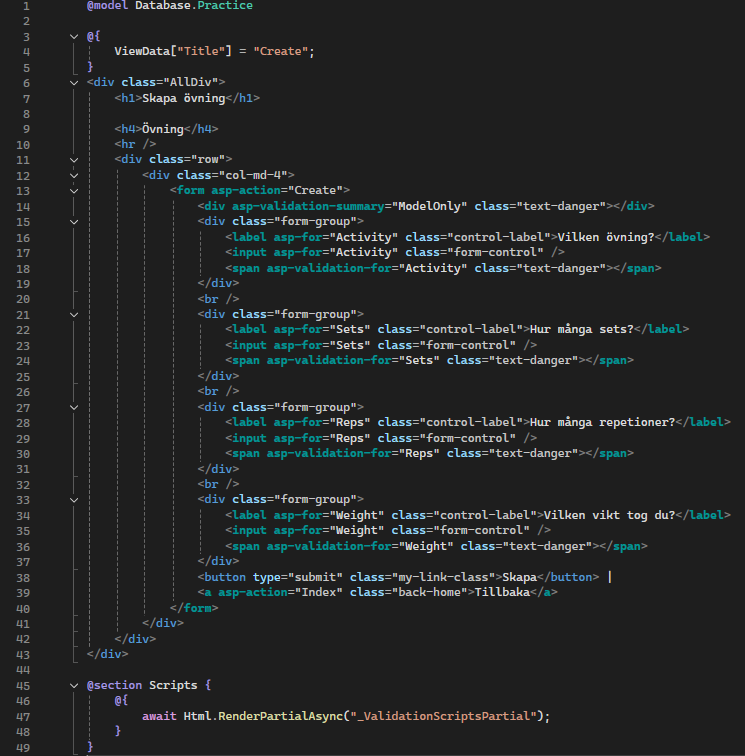 1 @model Database.Practice
2
3 @{
4 ViewData["Title"] = "Create";
5 }
6 <div class="AllDiv">
7 <h1>Skapa övning</h1>
8
9 <h4>Övning</h4>
10 <hr />
11 <div class="row">
12 <div class="col-md-4">
13 <form asp-action="Create">
14 <div asp-validation-summary="ModelOnly" class="text-danger"></div>
15 <div class="form-group">
16 <label asp-for="Activity" class="control-label">Vilken övning?</label>
17 <input asp-for="Activity" class="form-control" />
18 <span asp-validation-for="Activity" class="text-danger"></span>
19 </div>
20 <br />
21 <div class="form-group">
22 <label asp-for="Sets" class="control-label">Hur många sets?</label>
23 <input asp-for="Sets" class="form-control" />
24 <span asp-validation-for="Sets" class="text-danger"></span>
25 </div>
26 <br />
27 <div class="form-group">
28 <label asp-for="Reps" class="control-label">Hur många repetioner?</label>
29 <input asp-for="Reps" class="form-control" />
30 <span asp-validation-for="Reps" class="text-danger"></span>
31 </div>
32 <br />
33 <div class="form-group">
34 <label asp-for="Weight" class="control-label">Vilken vikt tog du?</label>
35 <input asp-for="Weight" class="form-control" />
36 <span asp-validation-for="Weight" class="text-danger"></span>
37 </div>
38 <button type="submit" class="my-link-class">Skapa</button> |
39 <a asp-action="Index" class="back-home">Tillbaka</a>
40 </form>
41 </div>
42 </div>
43 </div>
44
45 @section Scripts {
46 @{
47 await Html.RenderPartialAsync("_ValidationScriptsPartial");
48 }
49 }